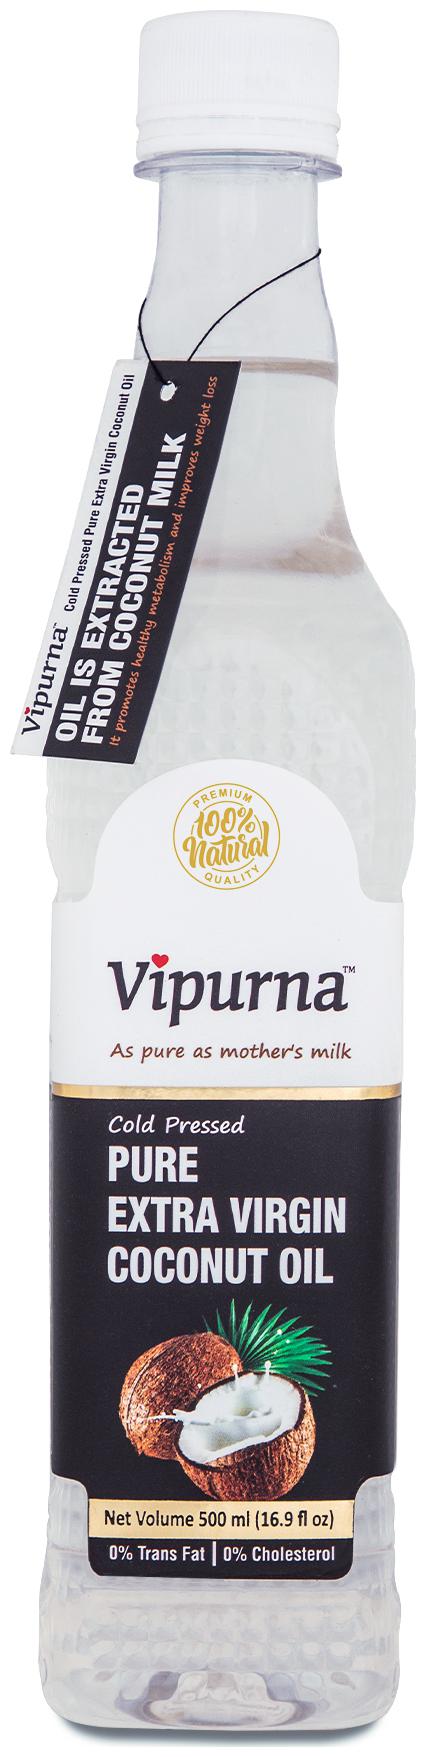 Vipurna™ Cold Pressed Pure Extra Virgin Coconut Oil
OIL IS EXTRACTED
FROM COCONUT MILK
It promotes healthy metabolism and improves weight loss
PREMIUM
100%
Natural
QUALITY
Vipurna™
As pure as mother's milk
Cold Pressed
PURE
EXTRA VIRGIN
COCONUT OIL
Net Volume 500 ml (16.9 fl oz)
0% Trans Fat | 0% Cholesterol